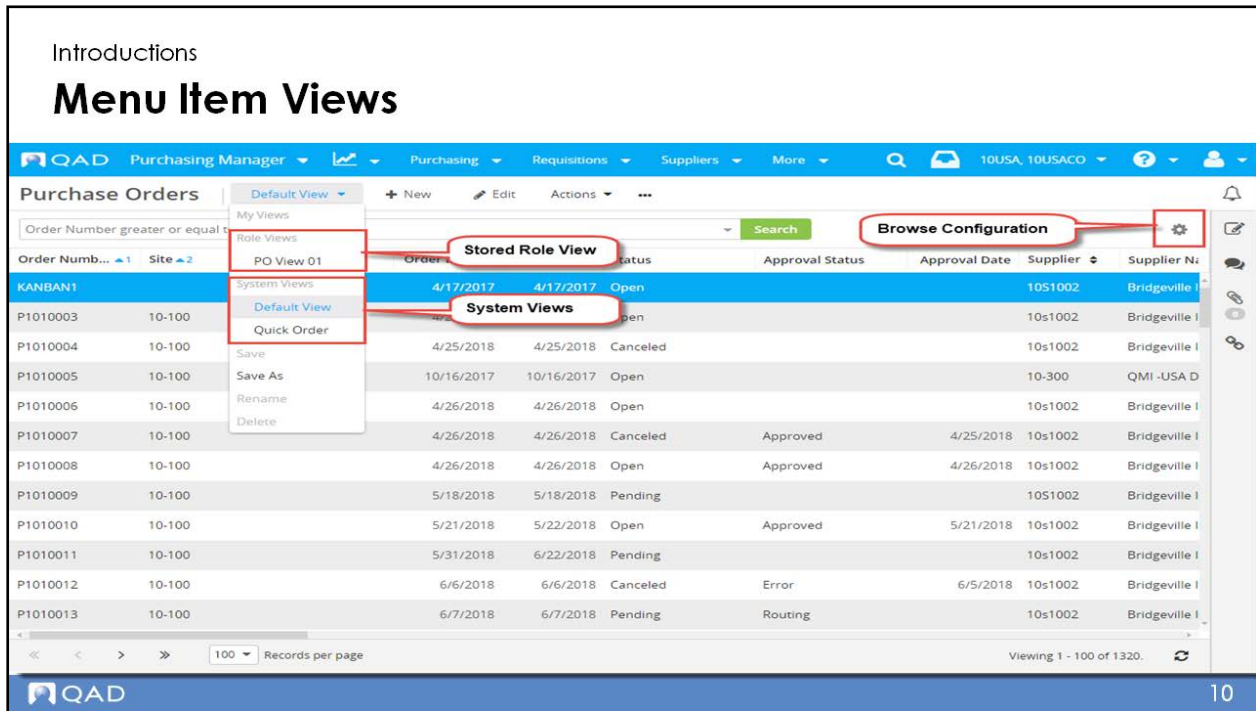 Introductions
Menu Item Views
QAD Purchasing Manager Purchasing Requisitions Suppliers More 10USA, 10USACO
Purchase Orders Default View + New Edit Actions •••
My Views
Order Number greater or equal t Search Browse Configuration
Role Views
Stored Role View
Order Numb... 1 Site 2 PO View 01 Order Status Approval Status Approval Date Supplier Supplier Na
System Views
KANBAN1 4/17/2017 4/17/2017 Open 10S1002 Bridgeville I
Default View System Views
P1010003 10-100 pen 10s1002 Bridgeville I
Quick Order
P1010004 10-100 4/25/2018 4/25/2018 Canceled 10s1002 Bridgeville I
Save
P1010005 10-100 Save As 10/16/2017 10/16/2017 Open 10-300 QMI -USA D
Rename
P1010006 10-100 4/26/2018 4/26/2018 Open 10s1002 Bridgeville I
Delete
P1010007 10-100 4/26/2018 4/26/2018 Canceled Approved 4/25/2018 10s1002 Bridgeville I
P1010008 10-100 4/26/2018 4/26/2018 Open Approved 4/26/2018 10s1002 Bridgeville I
P1010009 10-100 5/18/2018 5/18/2018 Pending 10S1002 Bridgeville I
P1010010 10-100 5/21/2018 5/22/2018 Open Approved 5/21/2018 10s1002 Bridgeville I
P1010011 10-100 5/31/2018 6/22/2018 Pending 10s1002 Bridgeville I
P1010012 10-100 6/6/2018 6/6/2018 Canceled Error 6/5/2018 10s1002 Bridgeville I
P1010013 10-100 6/7/2018 6/7/2018 Pending Routing 10s1002 Bridgeville I
100 Records per page Viewing 1 - 100 of 1320.
QAD 10